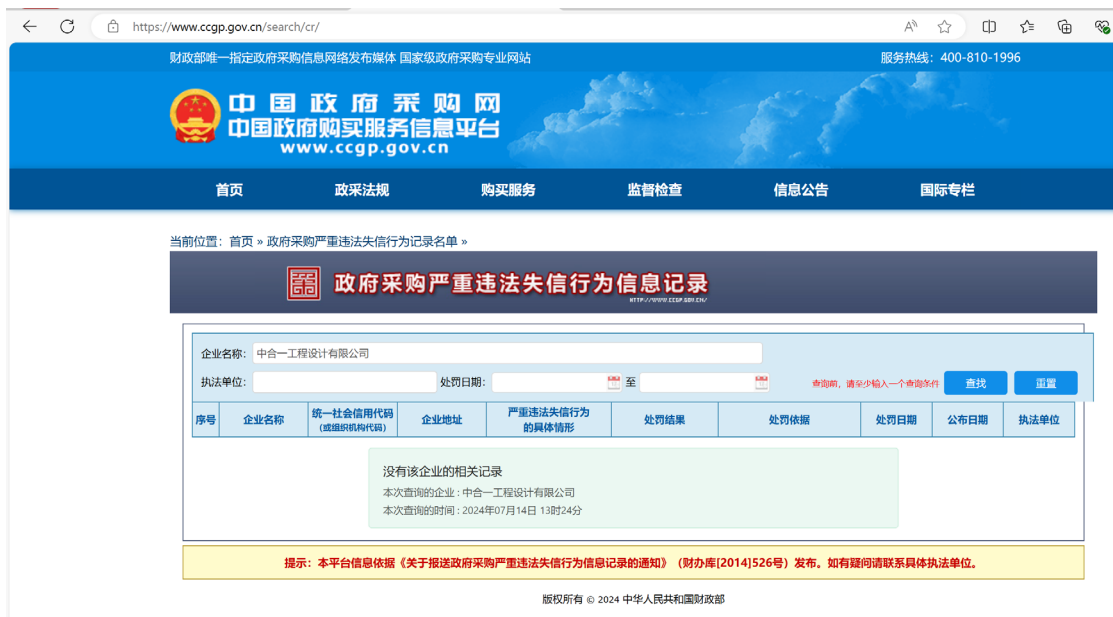 https://www.ccgp.gov.cn/search/cr/
财政部唯一指定政府采购信息网络发布媒体 国家级政府采购专业网站
服务热线：400-810-1996
中国政府采购网
中国政府购买服务信息平台
www.ccgp.gov.cn
首页 政采法规 购买服务 监督检查 信息公告 国际专栏
当前位置：首页 » 政府采购严重违法失信行为记录名单 »
政府采购严重违法失信行为信息记录
HTTP://WWW.CCGP.GOV.CN/
企业名称： 中合一工程设计有限公司
执法单位： 处罚日期： 至 查询前，请至少输入一个查询条件 查找 重置
序号 企业名称 统一社会信用代码 （或组织机构代码） 企业地址 严重违法失信行为 的具体情形 处罚结果 处罚依据 处罚日期 公布日期 执法单位
没有该企业的相关记录
本次查询的企业 : 中合一工程设计有限公司
本次查询的时间 : 2024年07月14日 13时24分
提示：本平台信息依据《关于报送政府采购严重违法失信行为信息记录的通知》（财办库[2014]526号）发布。如有疑问请联系具体执法单位。
版权所有 © 2024 中华人民共和国财政部